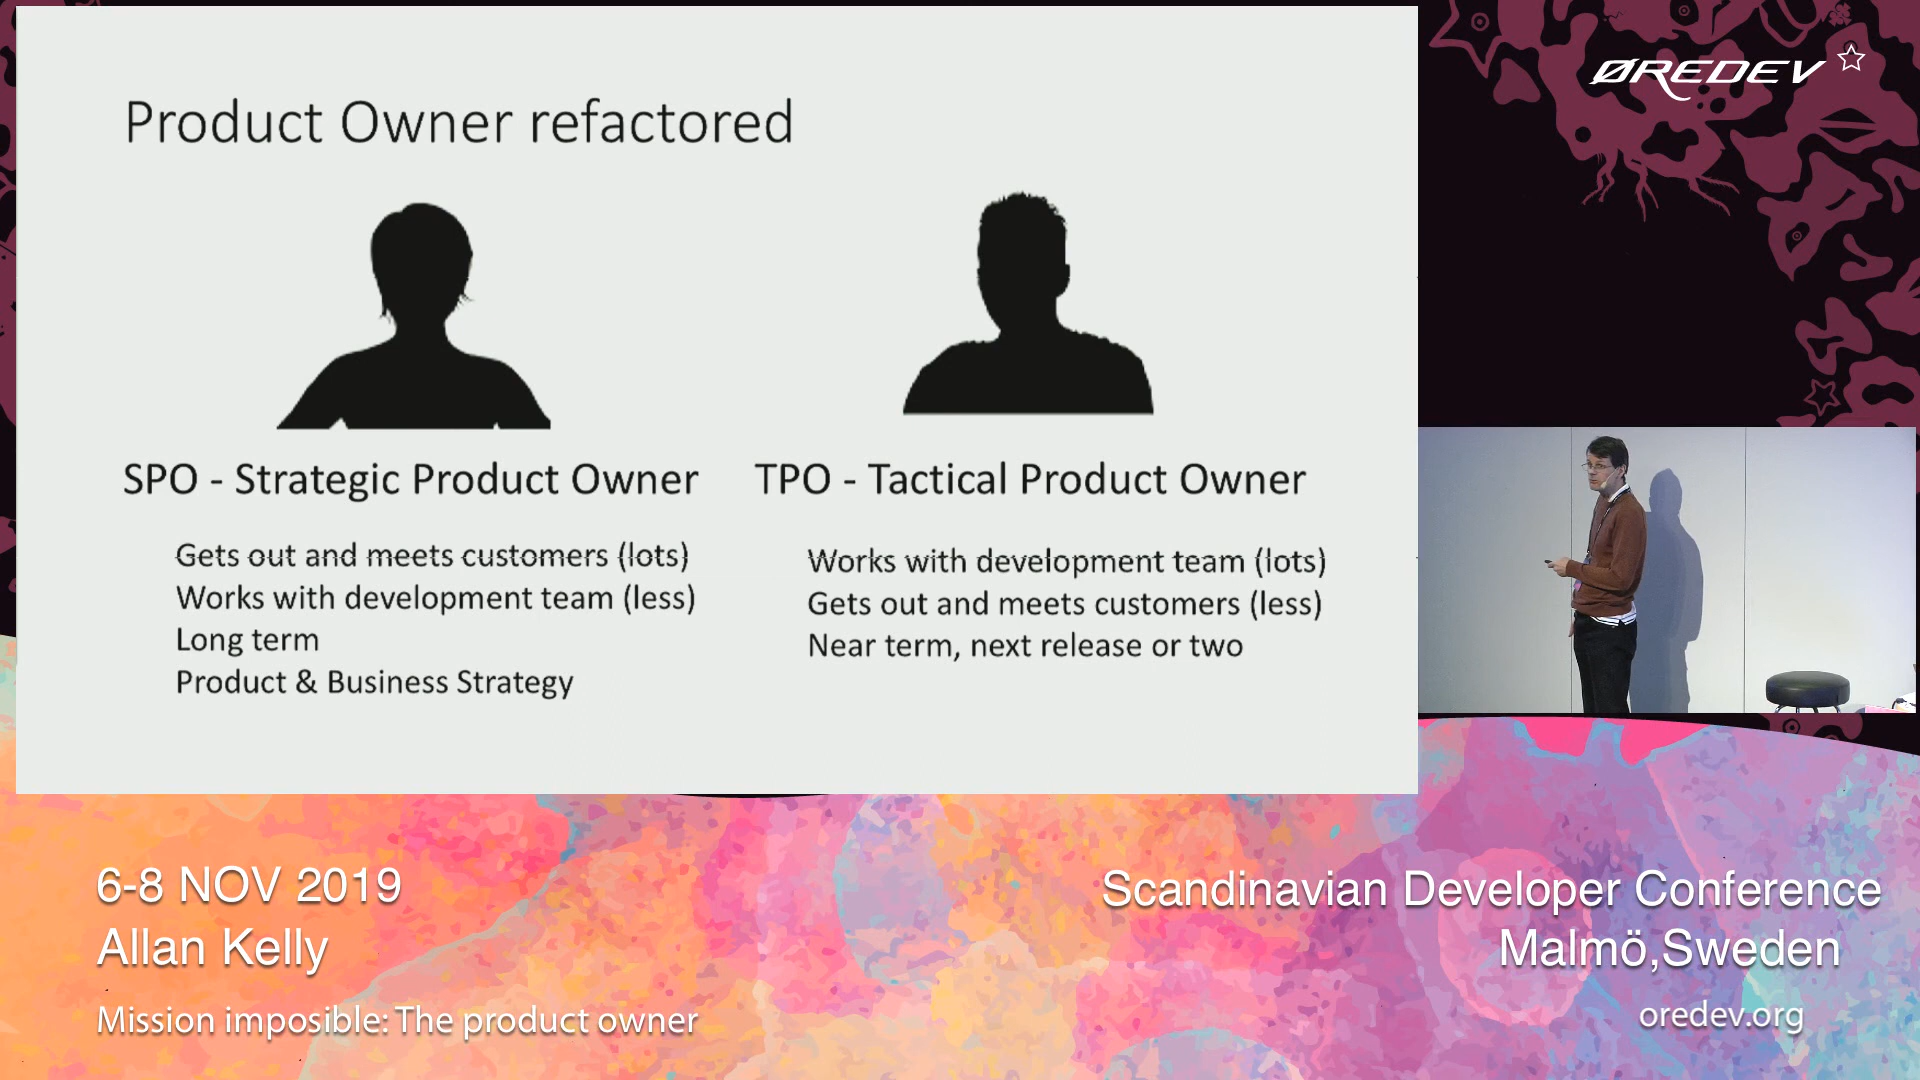 Product Owner refactored
SPO - Strategic Product Owner
Gets out and meets customers (lots)
Works with development team (less)
Long term
Product & Business Strategy
TPO - Tactical Product Owner
Works with development team (lots)
Gets out and meets customers (less)
Near term, next release or two
ØREDEV
6-8 NOV 2019
Allan Kelly
Mission imposible: The product owner
Scandinavian Developer Conference
Malmö,Sweden
oredev.org